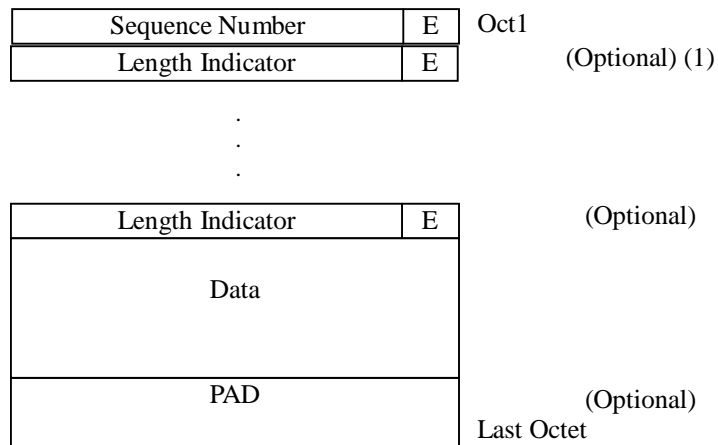 Sequence Number E Oct1
Length Indicator E (Optional) (1)
.
.
.
Length Indicator E (Optional)
Data
PAD (Optional)
Last Octet